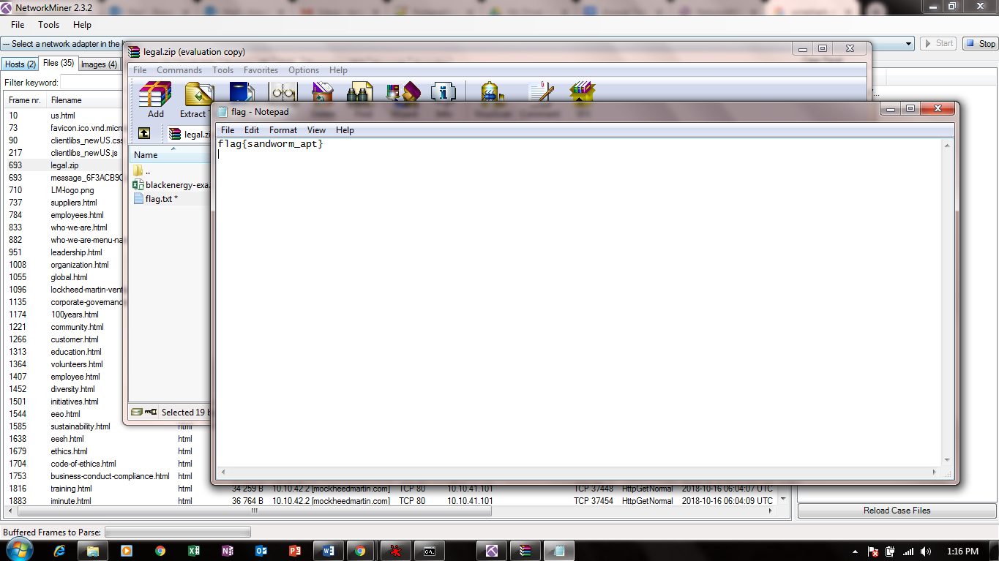 NetworkMiner 2.3.2
File Tools Help
--- Select a network adapter in the
Start Stop
Hosts (2) Files (35) Images (4)
Filter keyword:
Frame nr. Filename
10 us.html
73 favicon.ico.vnd.micro
90 clientlibs_newUS.css
217 clientlibs_newUS.js
693 legal.zip
693 message_6F3ACB90
710 LM-logo.png
737 suppliers.html
784 employees.html
833 who-we-are.html
882 who-we-are-menu-na
951 leadership.html
1008 organization.html
1055 global.html
1096 lockheed-martin-vent
1135 corporate-governanc
1174 100years.html
1221 community.html
1266 customer.html
1313 education.html
1364 volunteers.html
1407 employee.html
1452 diversity.html
1501 initiatives.html
1544 eeo.html
1585 sustainability.html html
1638 eesh.html html
1679 ethics.html html
1704 code-of-ethics.html html
1753 business-conduct-compliance.html html
1816 training.html html 34 259 B 10.10.42.2 [mockheedmartin.com] TCP 80 10.10.41.101 TCP 37448 HttpGetNormal 2018-10-16 06:04:07 UTC
1883 iminute.html html 36 764 B 10.10.42.2 [mockheedmartin.com] TCP 80 10.10.41.101 TCP 37454 HttpGetNormal 2018-10-16 06:04:09 UTC
Reload Case Files
Buffered Frames to Parse:
legal.zip (evaluation copy)
File Commands Tools Favorites Options Help
Add Extract T
legal.zi
Name
..
blackenergy-exa.
flag.txt *
Selected 19 b
flag - Notepad
File Edit Format View Help
flag{sandworm_apt}
1:16 PM